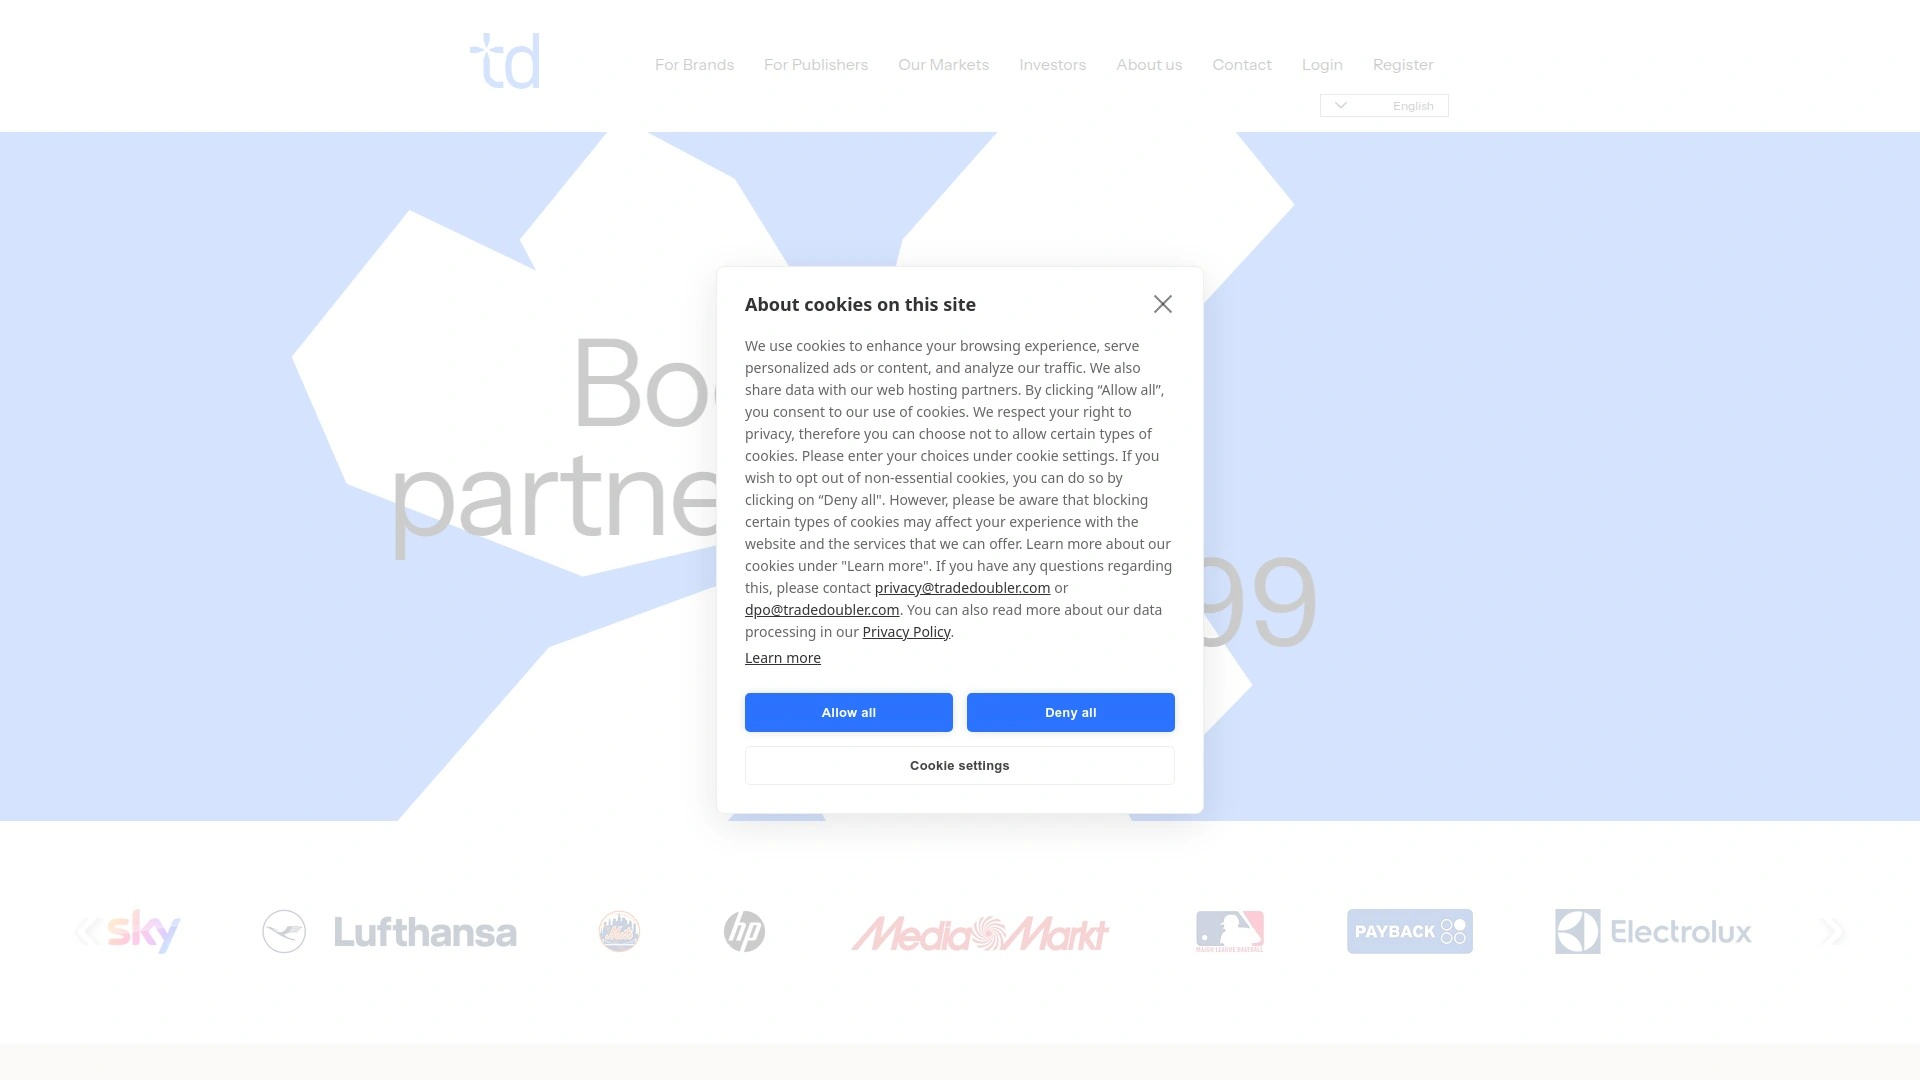 td
For Brands
For Publishers
Our Markets
Investors
About us
Contact
Login
Register
English
About cookies on this site
We use cookies to enhance your browsing experience, serve
personalized ads or content, and analyze our traffic. We also
share data with our web hosting partners. By clicking “Allow all”,
you consent to our use of cookies. We respect your right to
privacy, therefore you can choose not to allow certain types of
cookies. Please enter your choices under cookie settings. If you
wish to opt out of non-essential cookies, you can do so by
clicking on “Deny all". However, please be aware that blocking
certain types of cookies may affect your experience with the
website and the services that we can offer. Learn more about our
cookies under "Learn more". If you have any questions regarding
this, please contact privacy@tradedoubler.com or
dpo@tradedoubler.com. You can also read more about our data
processing in our Privacy Policy.
Learn more
Allow all
Deny all
Cookie settings
99
sky
Lufthansa
Mets
hp
Media Markt
MAJOR LEAGUE BASEBALL
PAYBACK
Electrolux